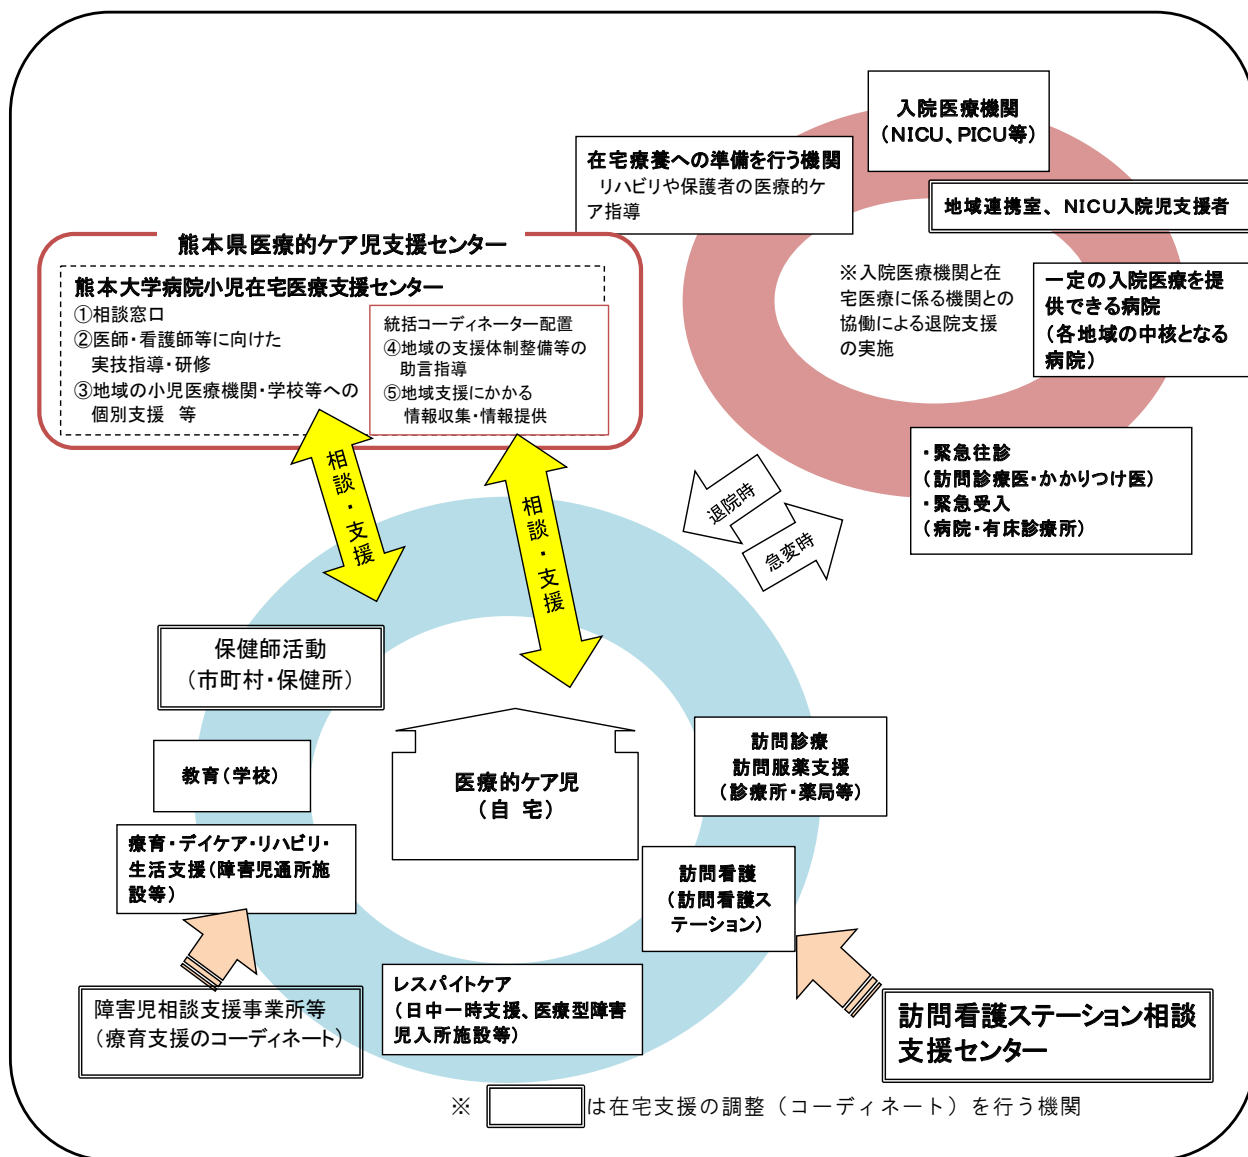 入院医療機関
（NICU、PICU等）
在宅療養への準備を行う機関
リハビリや保護者の医療的ケ
ア指導
地域連携室、NICU入院児支援者
熊本県医療的ケア児支援センター
熊本大学病院小児在宅医療支援センター
①相談窓口
②医師・看護師等に向けた
実技指導・研修
③地域の小児医療機関・学校等への
個別支援　等
統括コーディネーター配置
④地域の支援体制整備等の
助言指導
⑤地域支援にかかる
情報収集・情報提供
※入院医療機関と在
宅医療に係る機関との
協働による退院支援
の実施
一定の入院医療を提
供できる病院
（各地域の中核となる
病院）
・緊急往診
（訪問診療医・かかりつけ医）
・緊急受入
（病院・有床診療所）
相談・支援
相談・支援
退院時
急変時
保健師活動
（市町村・保健所）
教育（学校）
医療的ケア児
（自 宅）
訪問診療
訪問服薬支援
（診療所・薬局等）
療育・デイケア・リハビリ・
生活支援（障害児通所施
設等）
訪問看護
（訪問看護ス
テーション）
レスパイトケア
（日中一時支援、医療型障害
児入所施設等）
障害児相談支援事業所等
（療育支援のコーディネート）
訪問看護ステーション相談
支援センター
※　　　は在宅支援の調整（コーディネート）を行う機関